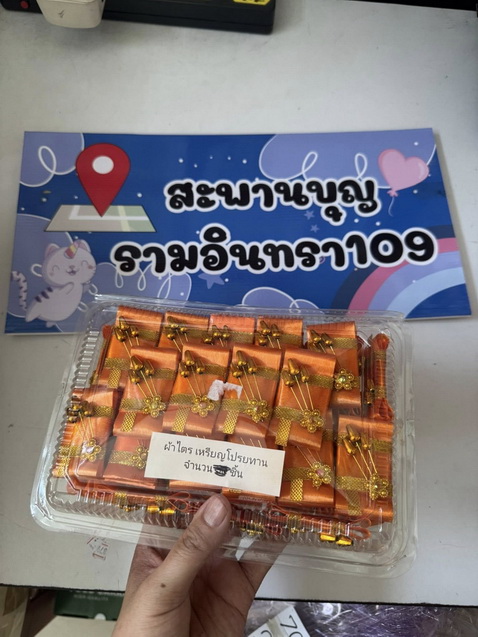 สะพานบุญ
รามอินทรา109
ผ้าไตร เหรียญโปรยทาน
จำนวน ชิ้น